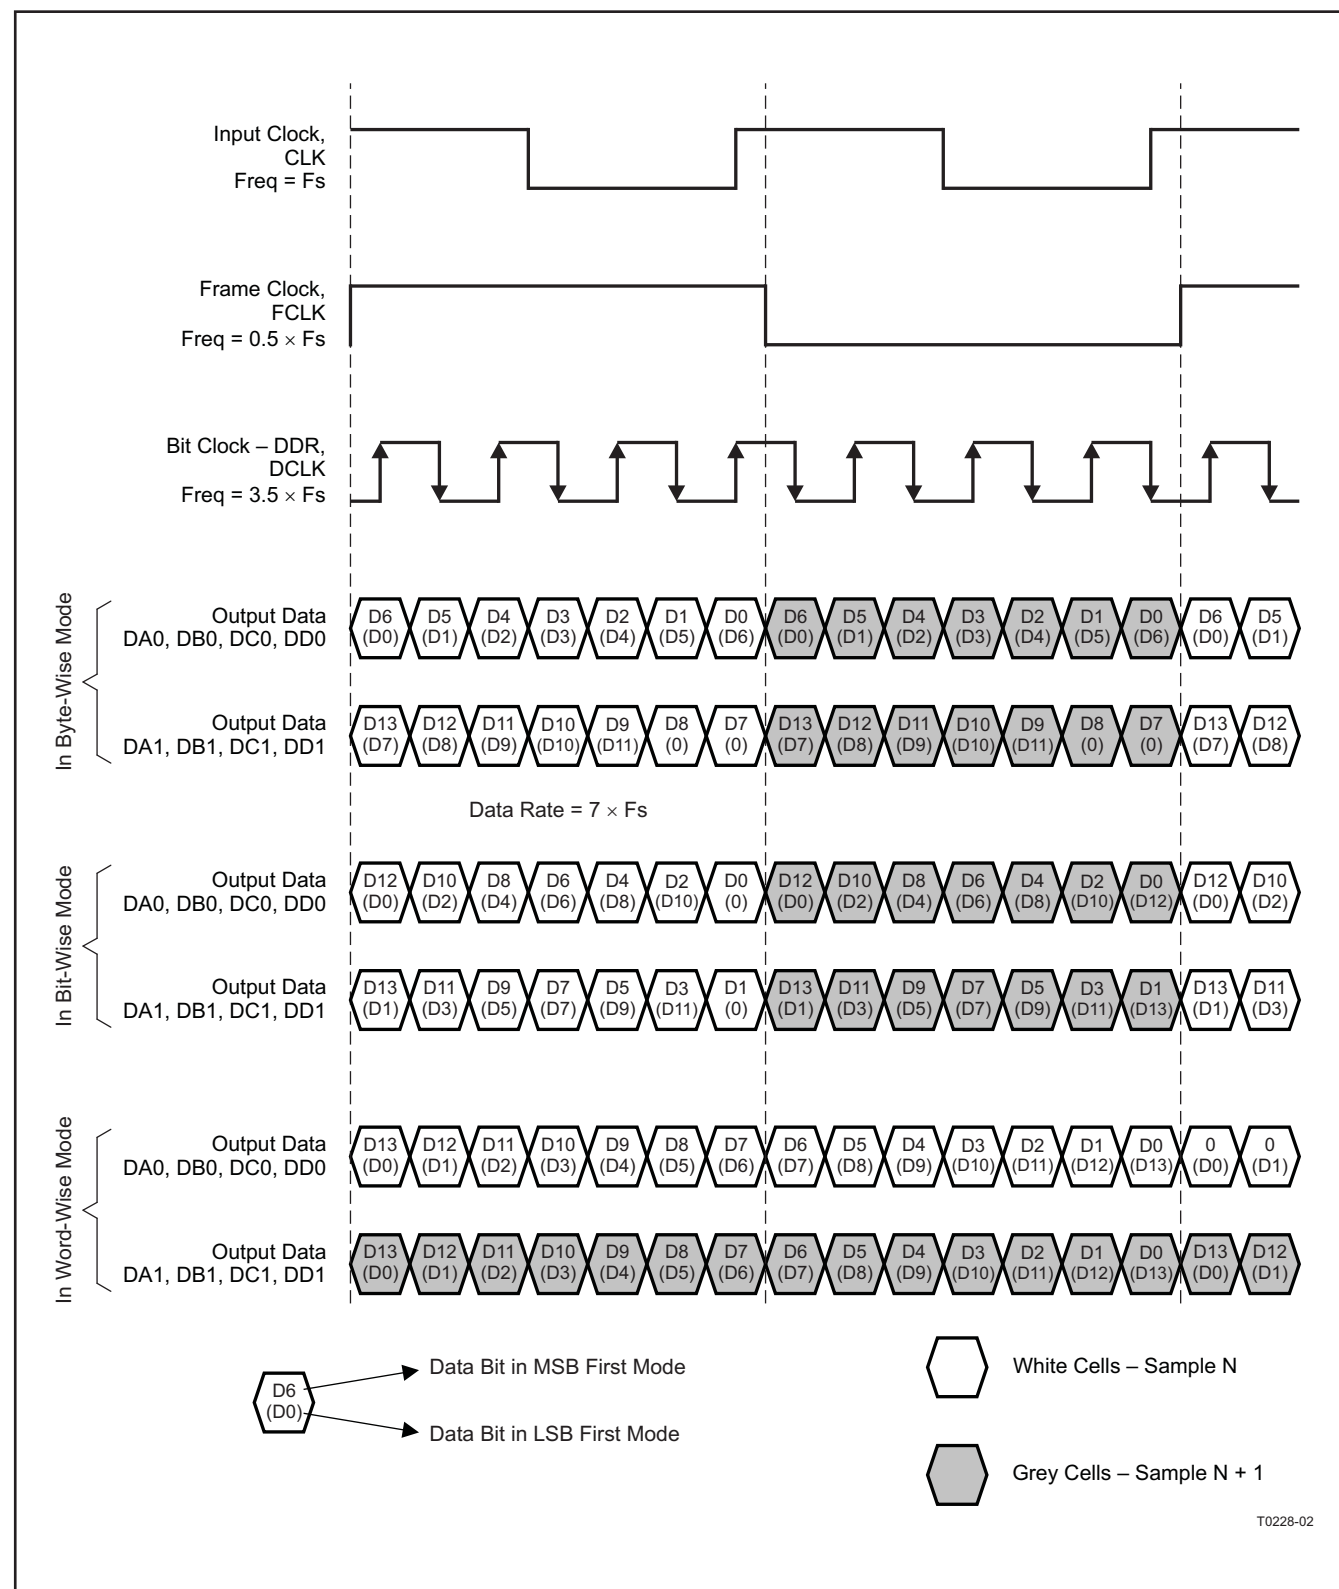 Input Clock,
CLK
Freq = Fs
Frame Clock,
FCLK
Freq = 0.5 × Fs
Bit Clock – DDR,
DCLK
Freq = 3.5 × Fs
In Byte-Wise Mode
Output Data
DA0, DB0, DC0, DD0
D6 D5 D4 D3 D2 D1 D0 D6 D5 D4 D3 D2 D1 D0 D6 D5
(D0) (D1) (D2) (D3) (D4) (D5) (D6) (D0) (D1) (D2) (D3) (D4) (D5) (D6) (D0) (D1)
Output Data
DA1, DB1, DC1, DD1
D13 D12 D11 D10 D9 D8 D7 D13 D12 D11 D10 D9 D8 D7 D13 D12
(D7) (D8) (D9) (D10) (D11) (0) (0) (D7) (D8) (D9) (D10) (D11) (0) (0) (D7) (D8)
Data Rate = 7 × Fs
In Bit-Wise Mode
Output Data
DA0, DB0, DC0, DD0
D12 D10 D8 D6 D4 D2 D0 D12 D10 D8 D6 D4 D2 D0 D12 D10
(D0) (D2) (D4) (D6) (D8) (D10) (0) (D0) (D2) (D4) (D6) (D8) (D10) (D12) (D0) (D2)
Output Data
DA1, DB1, DC1, DD1
D13 D11 D9 D7 D5 D3 D1 D13 D11 D9 D7 D5 D3 D1 D13 D11
(D1) (D3) (D5) (D7) (D9) (D11) (0) (D1) (D3) (D5) (D7) (D9) (D11) (D13) (D1) (D3)
In Word-Wise Mode
Output Data
DA0, DB0, DC0, DD0
D13 D12 D11 D10 D9 D8 D7 D6 D5 D4 D3 D2 D1 D0 0 0
(D0) (D1) (D2) (D3) (D4) (D5) (D6) (D7) (D8) (D9) (D10) (D11) (D12) (D13) (D0) (D1)
Output Data
DA1, DB1, DC1, DD1
D13 D12 D11 D10 D9 D8 D7 D6 D5 D4 D3 D2 D1 D0 D13 D12
(D0) (D1) (D2) (D3) (D4) (D5) (D6) (D7) (D8) (D9) (D10) (D11) (D12) (D13) (D0) (D1)
D6
(D0)
Data Bit in MSB First Mode
Data Bit in LSB First Mode
White Cells – Sample N
Grey Cells – Sample N + 1
T0228-02